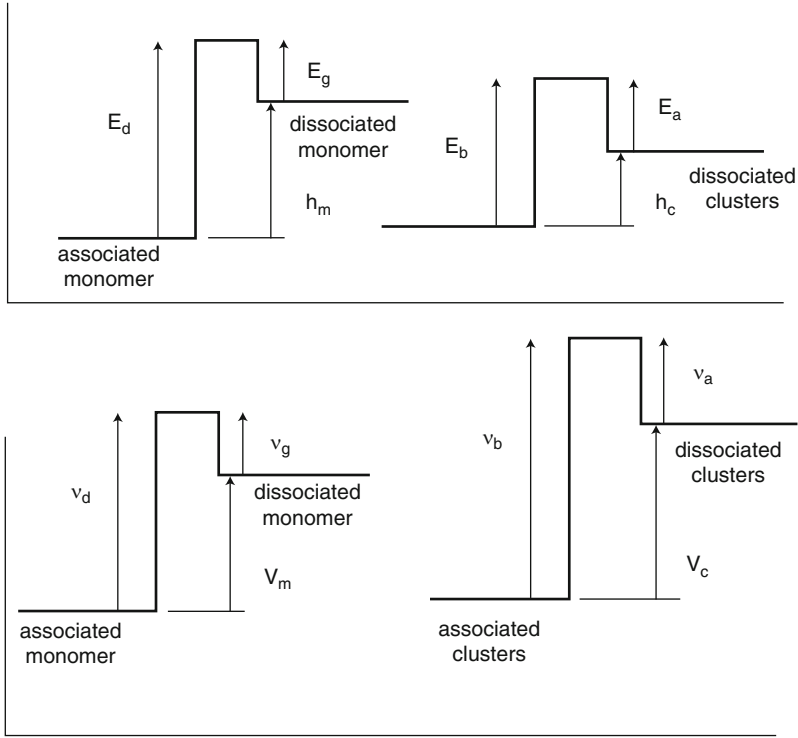 E_g
E_d
dissociated
monomer
h_m
associated
monomer
E_a
E_b
dissociated
clusters
h_c
ν_g
ν_d
dissociated
monomer
V_m
associated
monomer
ν_a
ν_b
dissociated
clusters
V_c
associated
clusters